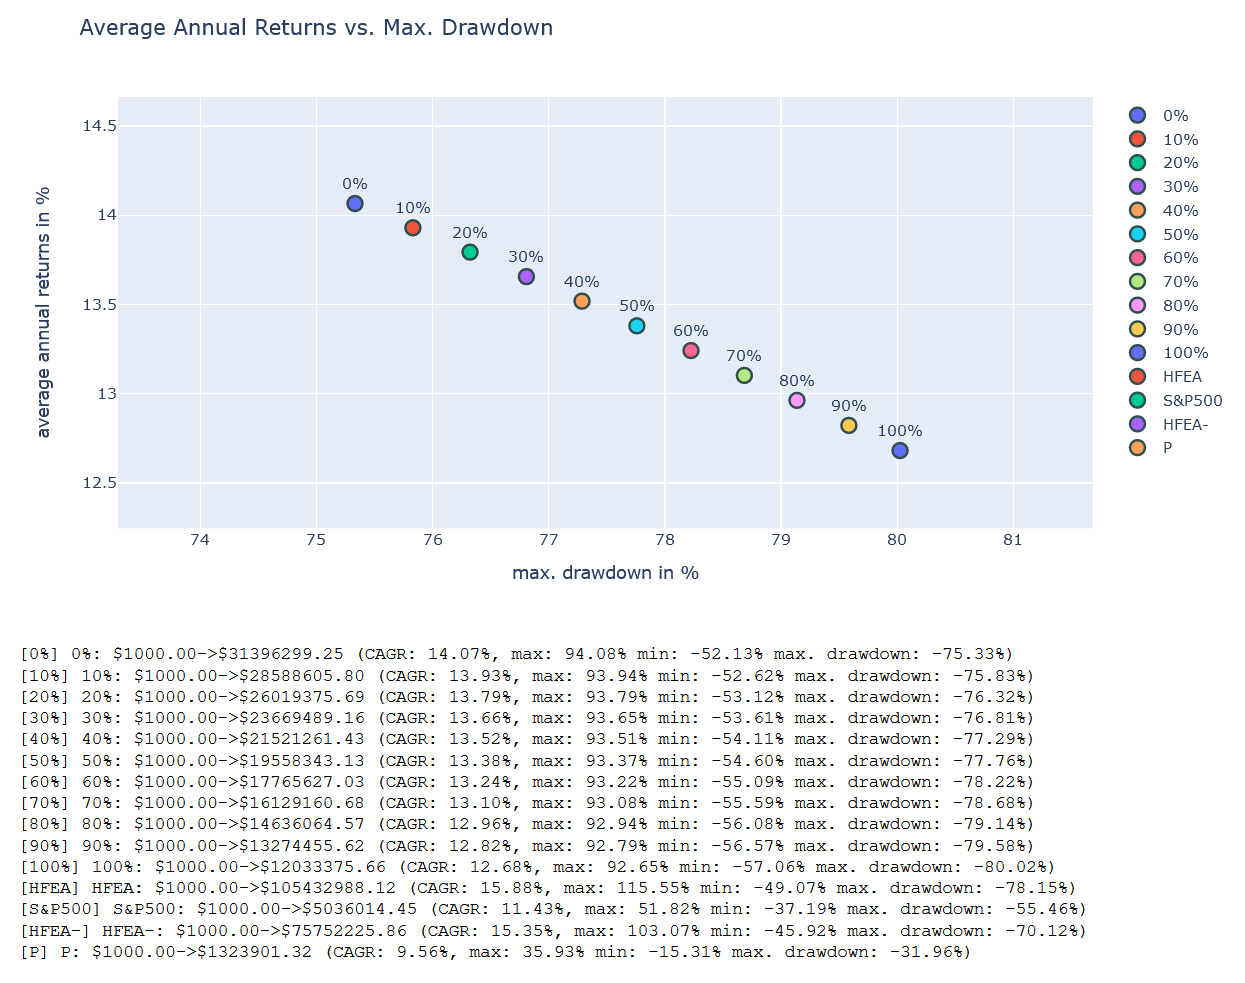 Average Annual Returns vs. Max. Drawdown
14.5
14
13.5
13
12.5
average annual returns in %
0%
10%
20%
30%
40%
50%
60%
70%
80%
90%
100%
74 75 76 77 78 79 80 81
max. drawdown in %
0%
10%
20%
30%
40%
50%
60%
70%
80%
90%
100%
HFEA
S&P500
HFEA-
P
[0%] 0%: $1000.00->$31396299.25 (CAGR: 14.07%, max: 94.08% min: -52.13% max. drawdown: -75.33%)
[10%] 10%: $1000.00->$28588605.80 (CAGR: 13.93%, max: 93.94% min: -52.62% max. drawdown: -75.83%)
[20%] 20%: $1000.00->$26019375.69 (CAGR: 13.79%, max: 93.79% min: -53.12% max. drawdown: -76.32%)
[30%] 30%: $1000.00->$23669489.16 (CAGR: 13.66%, max: 93.65% min: -53.61% max. drawdown: -76.81%)
[40%] 40%: $1000.00->$21521261.43 (CAGR: 13.52%, max: 93.51% min: -54.11% max. drawdown: -77.29%)
[50%] 50%: $1000.00->$19558343.13 (CAGR: 13.38%, max: 93.37% min: -54.60% max. drawdown: -77.76%)
[60%] 60%: $1000.00->$17765627.03 (CAGR: 13.24%, max: 93.22% min: -55.09% max. drawdown: -78.22%)
[70%] 70%: $1000.00->$16129160.68 (CAGR: 13.10%, max: 93.08% min: -55.59% max. drawdown: -78.68%)
[80%] 80%: $1000.00->$14636064.57 (CAGR: 12.96%, max: 92.94% min: -56.08% max. drawdown: -79.14%)
[90%] 90%: $1000.00->$13274455.62 (CAGR: 12.82%, max: 92.79% min: -56.57% max. drawdown: -79.58%)
[100%] 100%: $1000.00->$12033375.66 (CAGR: 12.68%, max: 92.65% min: -57.06% max. drawdown: -80.02%)
[HFEA] HFEA: $1000.00->$105432988.12 (CAGR: 15.88%, max: 115.55% min: -49.07% max. drawdown: -78.15%)
[S&P500] S&P500: $1000.00->$5036014.45 (CAGR: 11.43%, max: 51.82% min: -37.19% max. drawdown: -55.46%)
[HFEA-] HFEA-: $1000.00->$75752225.86 (CAGR: 15.35%, max: 103.07% min: -45.92% max. drawdown: -70.12%)
[P] P: $1000.00->$1323901.32 (CAGR: 9.56%, max: 35.93% min: -15.31% max. drawdown: -31.96%)